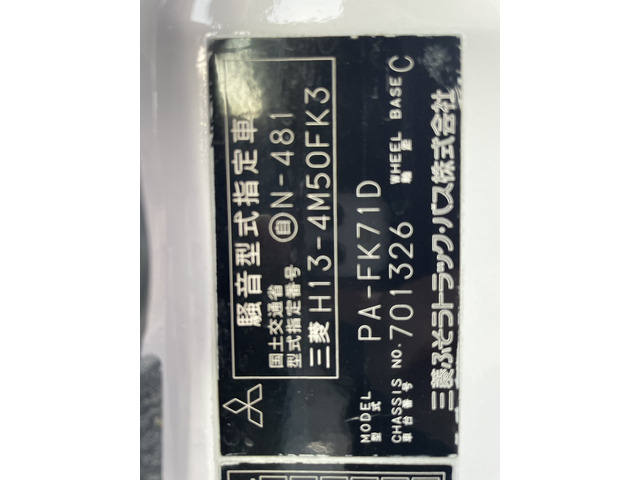 騒音型式指定車
国土交通省 自N-481
型式指定番号
三菱 H13-4M50FK3
MODEL PA-FK71D
型式
CHASSIS NO. 701326 WHEEL BASE C
車台番号 軸距
三菱ふそうトラック・バス株式会社